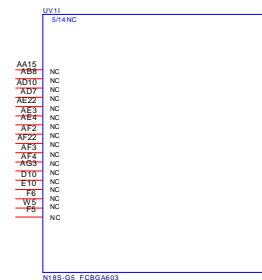 UV1I
5/14 NC
AA15
AB8 NC
AD10 NC
AD7 NC
AE22 NC
AE3 NC
AE4 NC
AF2 NC
AF22 NC
AF3 NC
AF4 NC
AG3 NC
D10 NC
E10 NC
F6 NC
W5 NC
F5 NC
NC
N18S-G5_FCBGA603